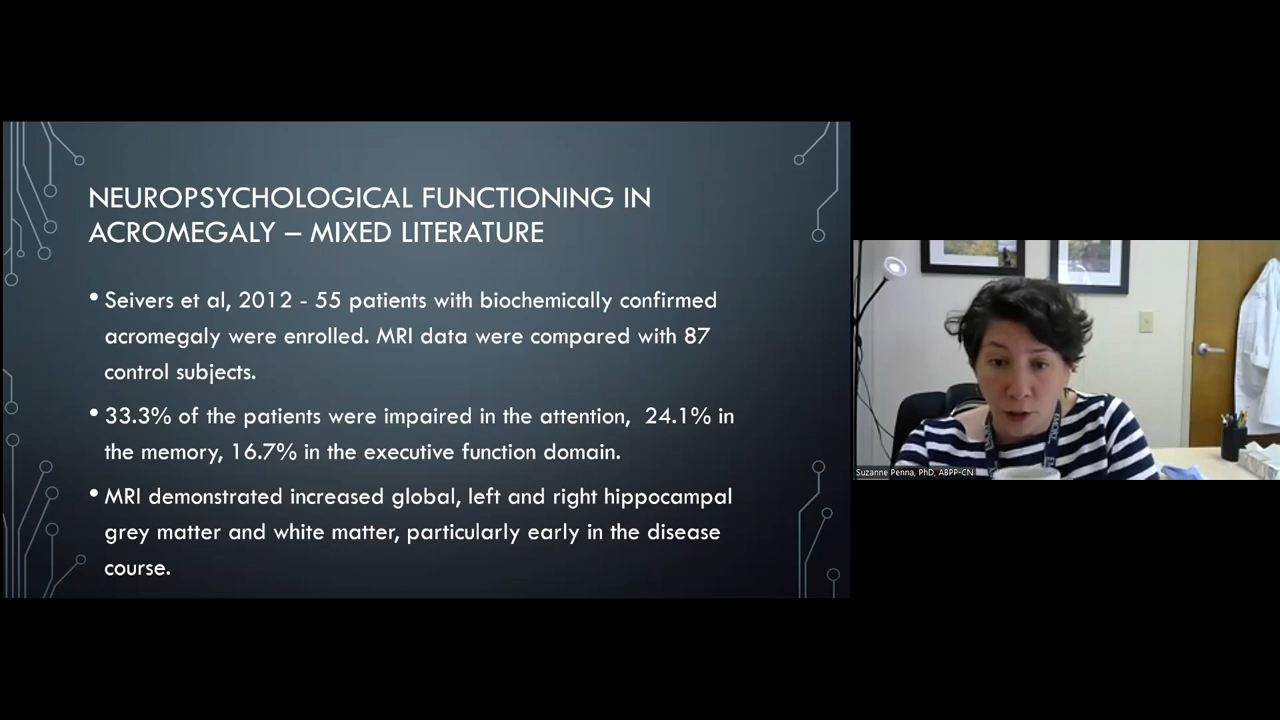 NEUROPSYCHOLOGICAL FUNCTIONING IN
ACROMEGALY – MIXED LITERATURE
• Seivers et al, 2012 - 55 patients with biochemically confirmed
acromegaly were enrolled. MRI data were compared with 87
control subjects.
• 33.3% of the patients were impaired in the attention, 24.1% in
the memory, 16.7% in the executive function domain.
• MRI demonstrated increased global, left and right hippocampal
grey matter and white matter, particularly early in the disease
course.
Suzanne Penna, PhD, ABPP-CN